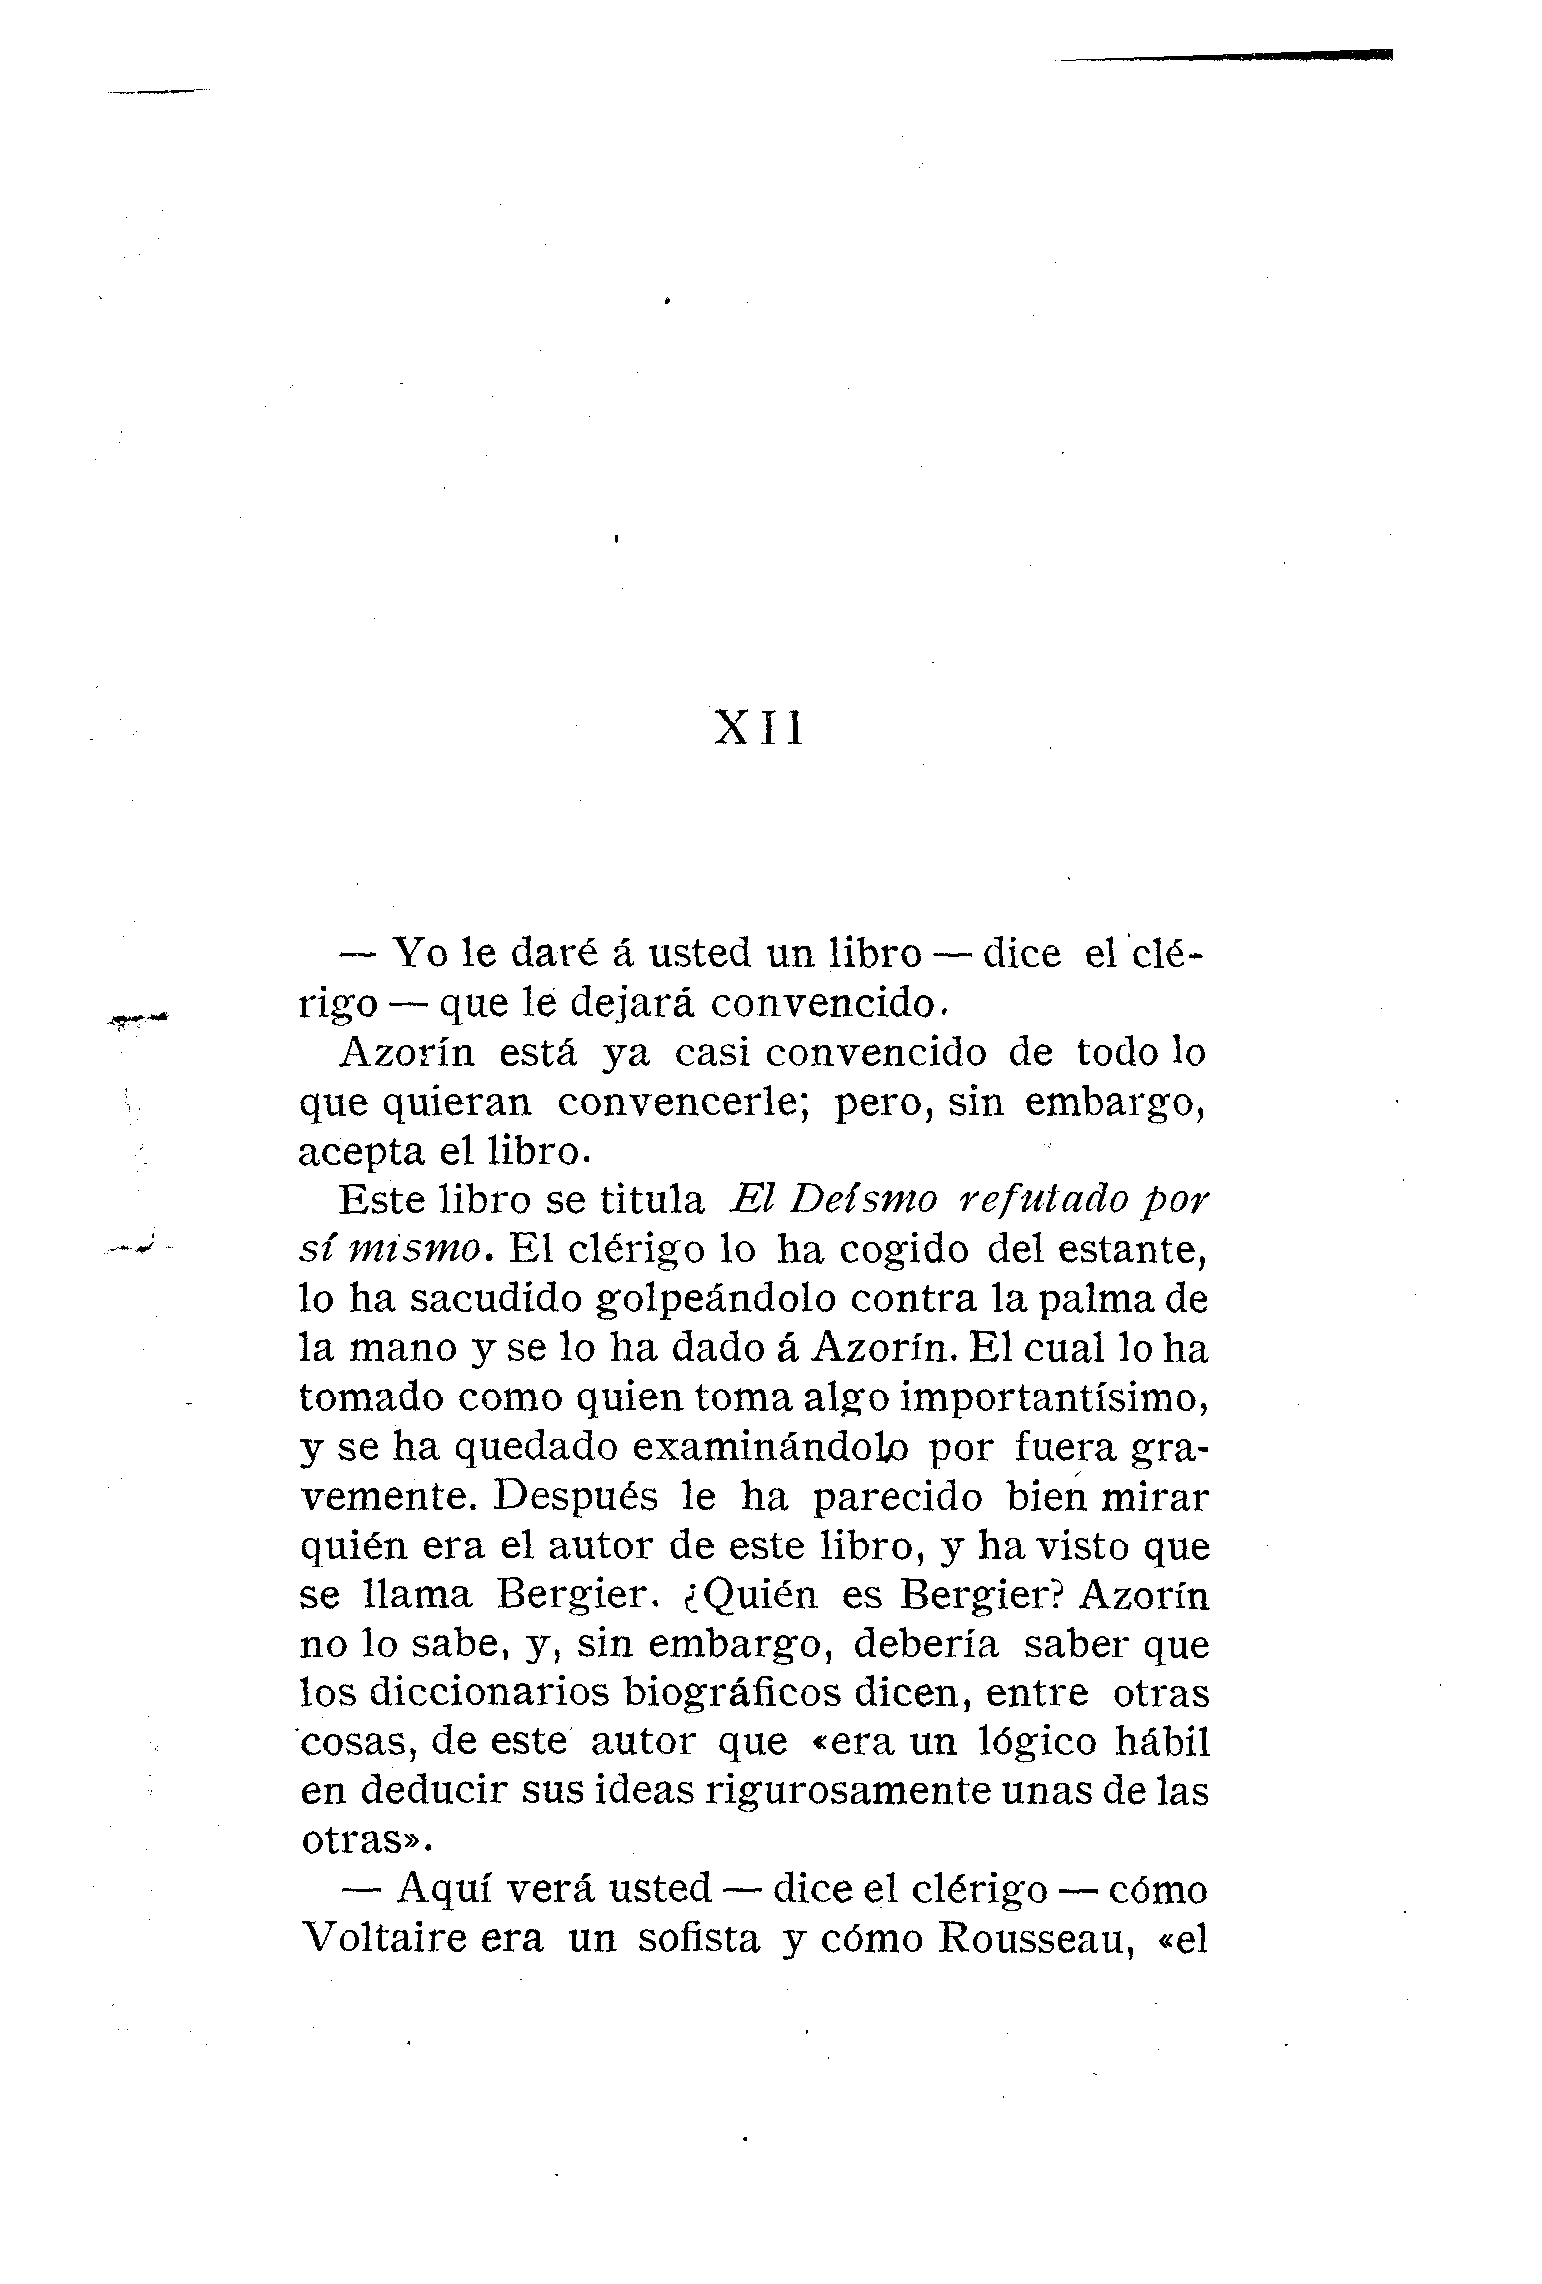 XII
— Yo le daré á usted un libro — dice el clé-
rigo — que le dejará convencido.
Azorín está ya casi convencido de todo lo
que quieran convencerle; pero, sin embargo,
acepta el libro.
Este libro se titula El Deísmo refutado por
sí mismo. El clérigo lo ha cogido del estante,
lo ha sacudido golpeándolo contra la palma de
la mano y se lo ha dado á Azorín. El cual lo ha
tomado como quien toma algo importantísimo,
y se ha quedado examinándolo por fuera gra-
vemente. Después le ha parecido bien mirar
quién era el autor de este libro, y ha visto que
se llama Bergier. ¿Quién es Bergier? Azorín
no lo sabe, y, sin embargo, debería saber que
los diccionarios biográficos dicen, entre otras
cosas, de este autor que «era un lógico hábil
en deducir sus ideas rigurosamente unas de las
otras».
— Aquí verá usted — dice el clérigo — cómo
Voltaire era un sofista y cómo Rousseau, «el